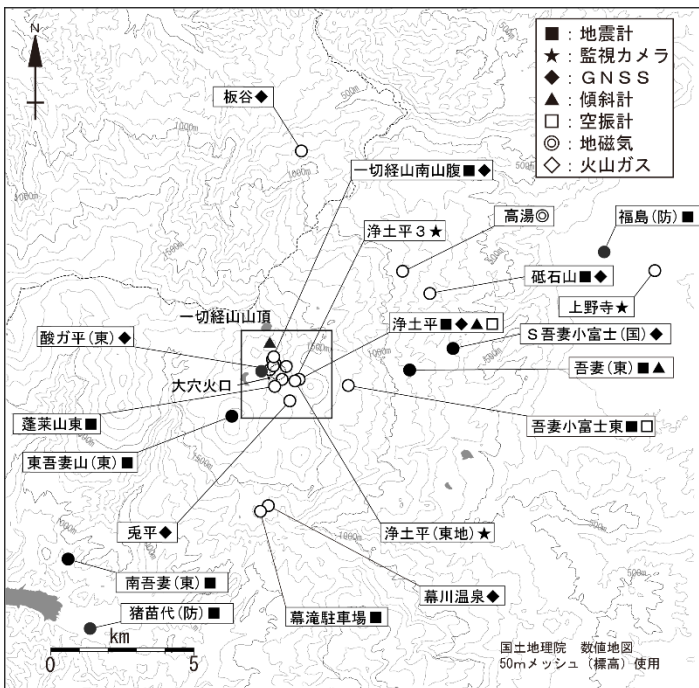 N
■：地震計
★：監視カメラ
◆：ＧＮＳＳ
▲：傾斜計
□：空振計
◎：地磁気
◇：火山ガス
板谷◆
一切経山南山腹■◆
高湯◎
福島(防)■
浄土平３★
砥石山■◆
上野寺★
一切経山山頂
酸ガ平(東)◆
浄土平■◆▲□
Ｓ吾妻小富士(国)◆
大穴火口
吾妻(東)■▲
蓬莱山東■
吾妻小富士東■□
東吾妻山(東)■
兎平◆
浄土平(東地)★
南吾妻(東)■
幕川温泉◆
猪苗代(防)■
幕滝駐車場■
km
0 5
国土地理院　数値地図
50mメッシュ(標高)使用
500m
1000m
1500m